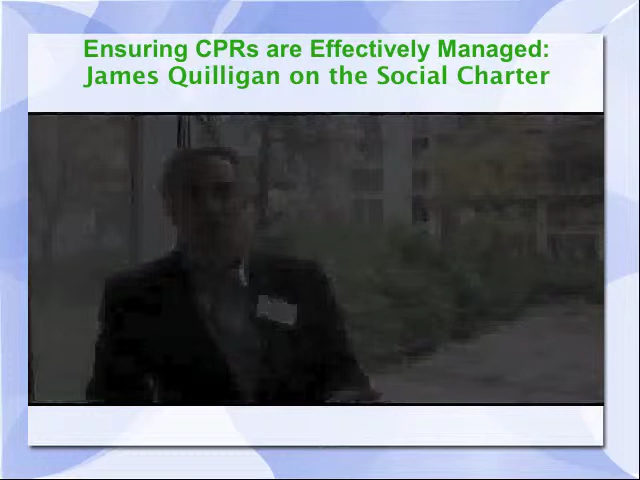 Ensuring CPRs are Effectively Managed:
James Quilligan on the Social Charter